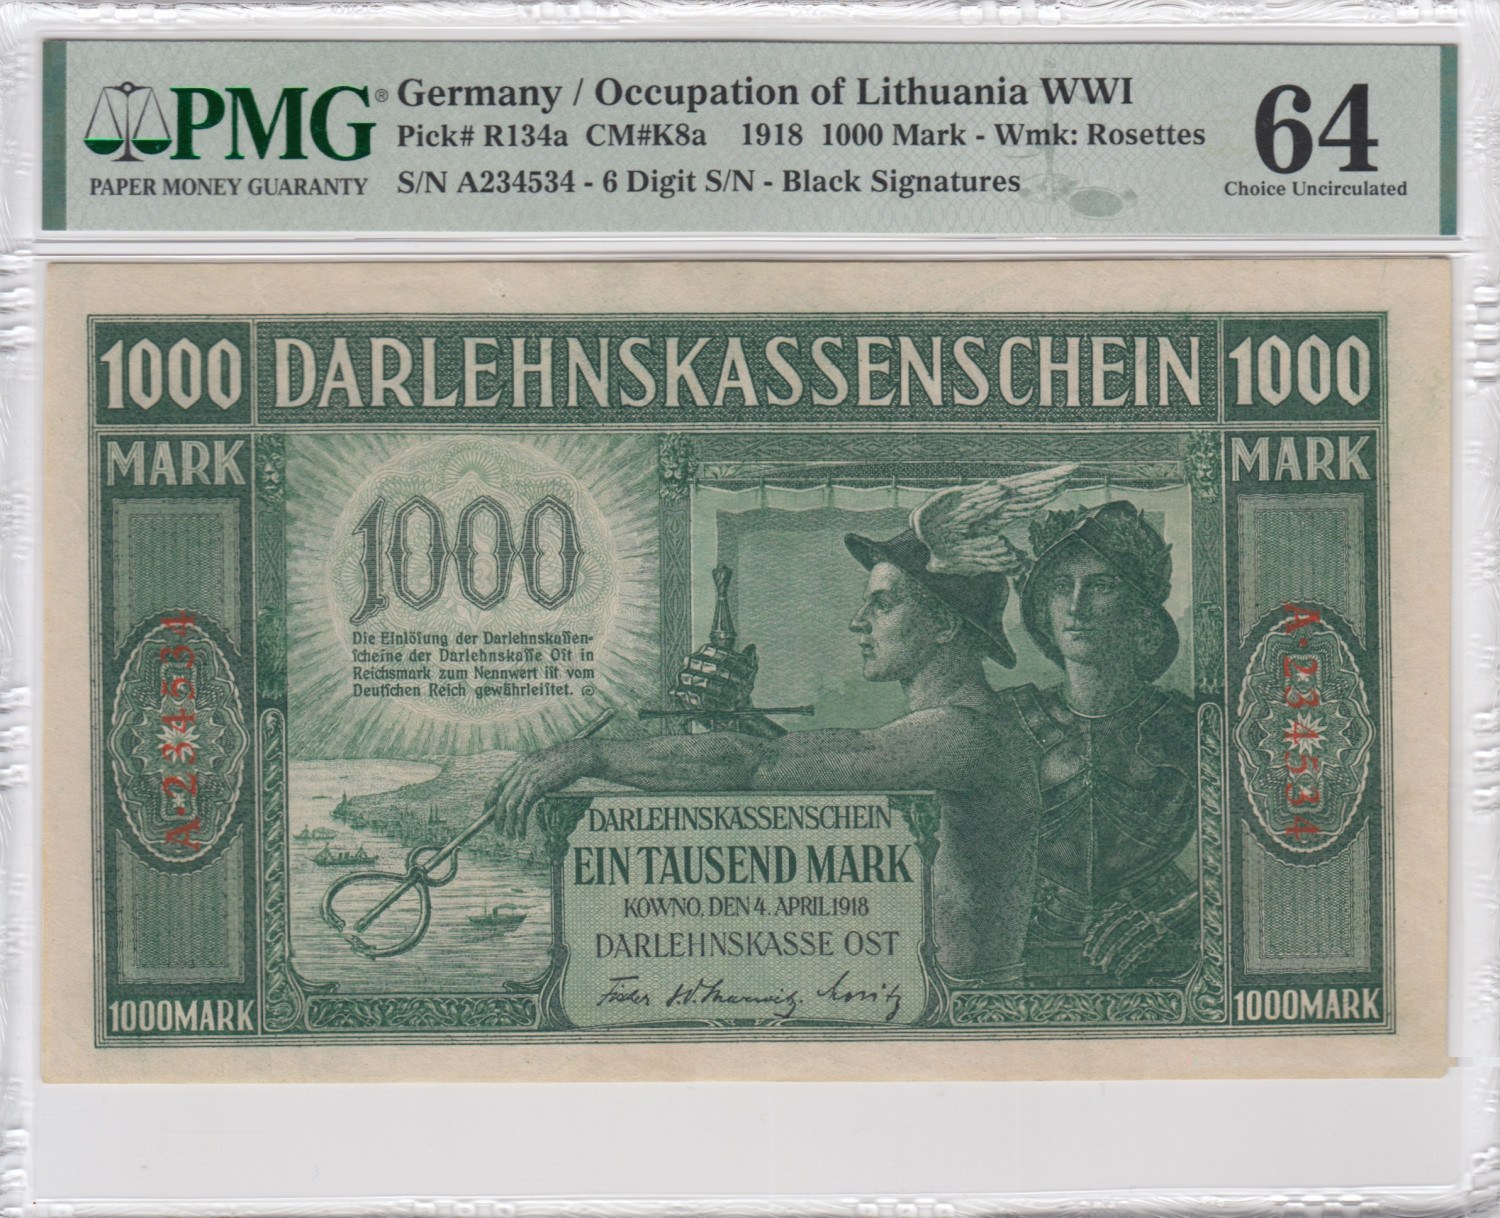 PMG®
PAPER MONEY GUARANTY
Germany / Occupation of Lithuania WWI
Pick# R134a CM#K8a 1918 1000 Mark - Wmk: Rosettes
S/N A234534 - 6 Digit S/N - Black Signatures
64
Choice Uncirculated
1000 DARLEHNSKASSENSCHEIN 1000
MARK MARK
1000
Die Einlöſung der Darlehnskaſſen-
ſcheine der Darlehnskaſſe Oſt in
Reichsmark zum Nennwert iſt vom
Deutſchen Reich gewährleiſtet.
A·234534
A·234534
DARLEHNSKASSENSCHEIN
EIN TAUSEND MARK
KOWNO, DEN 4. APRIL 1918
DARLEHNSKASSE OST
1000MARK 1000MARK